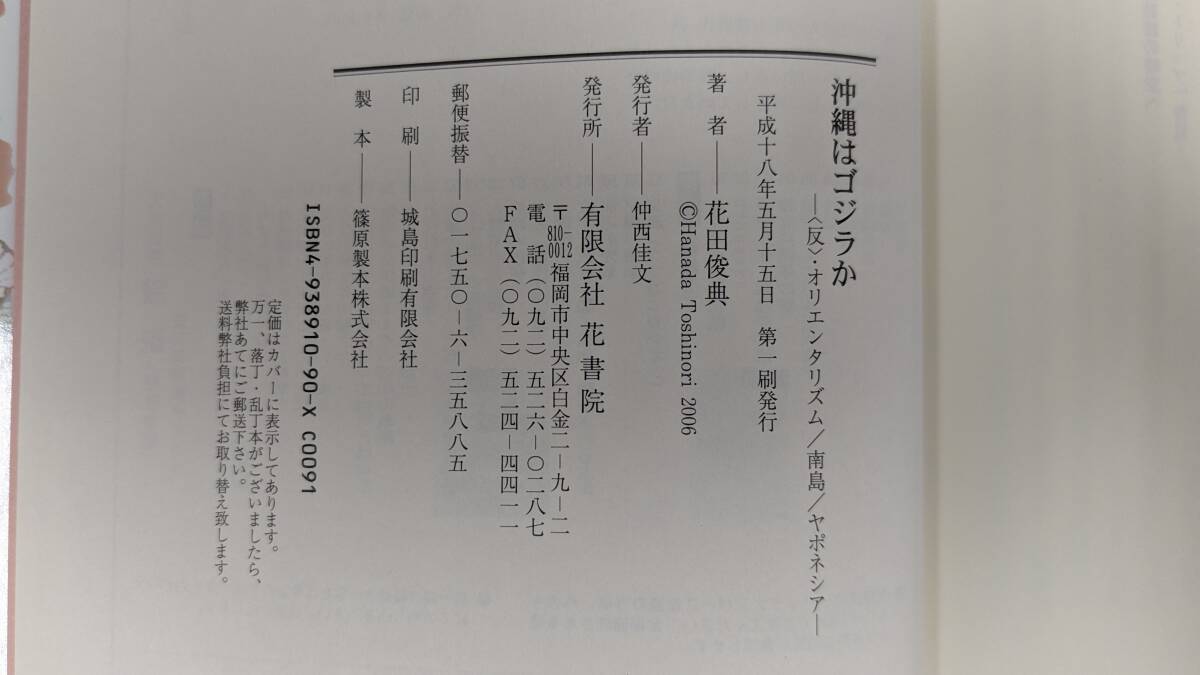 沖縄はゴジラか
―〈反〉・オリエンタリズム/南島/ヤポネシア―
平成十八年五月十五日 第一刷発行
著 者――花田俊典
©Hanada Toshinori 2006
発行者――仲西佳文
発行所――有限会社 花書院
〒810-0012 福岡市中央区白金二-九-二
電 話(〇九二)五二六-〇二八七
FAX(〇九二)五二四-四四一一
郵便振替――〇一七五〇-六-三五八八五
印 刷――城島印刷有限会社
製 本――篠原製本株式会社
ISBN4-938910-90-X C0091
定価はカバーに表示してあります。
万一、落丁・乱丁本がございましたら、
弊社あてにご郵送下さい。
送料弊社負担にてお取り替え致します。